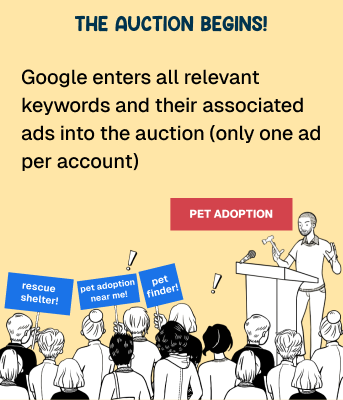 THE AUCTION BEGINS!
Google enters all relevant
keywords and their associated
ads into the auction (only one ad
per account)
PET ADOPTION
rescue
shelter!
pet adoption
near me!
pet
finder!
!
!